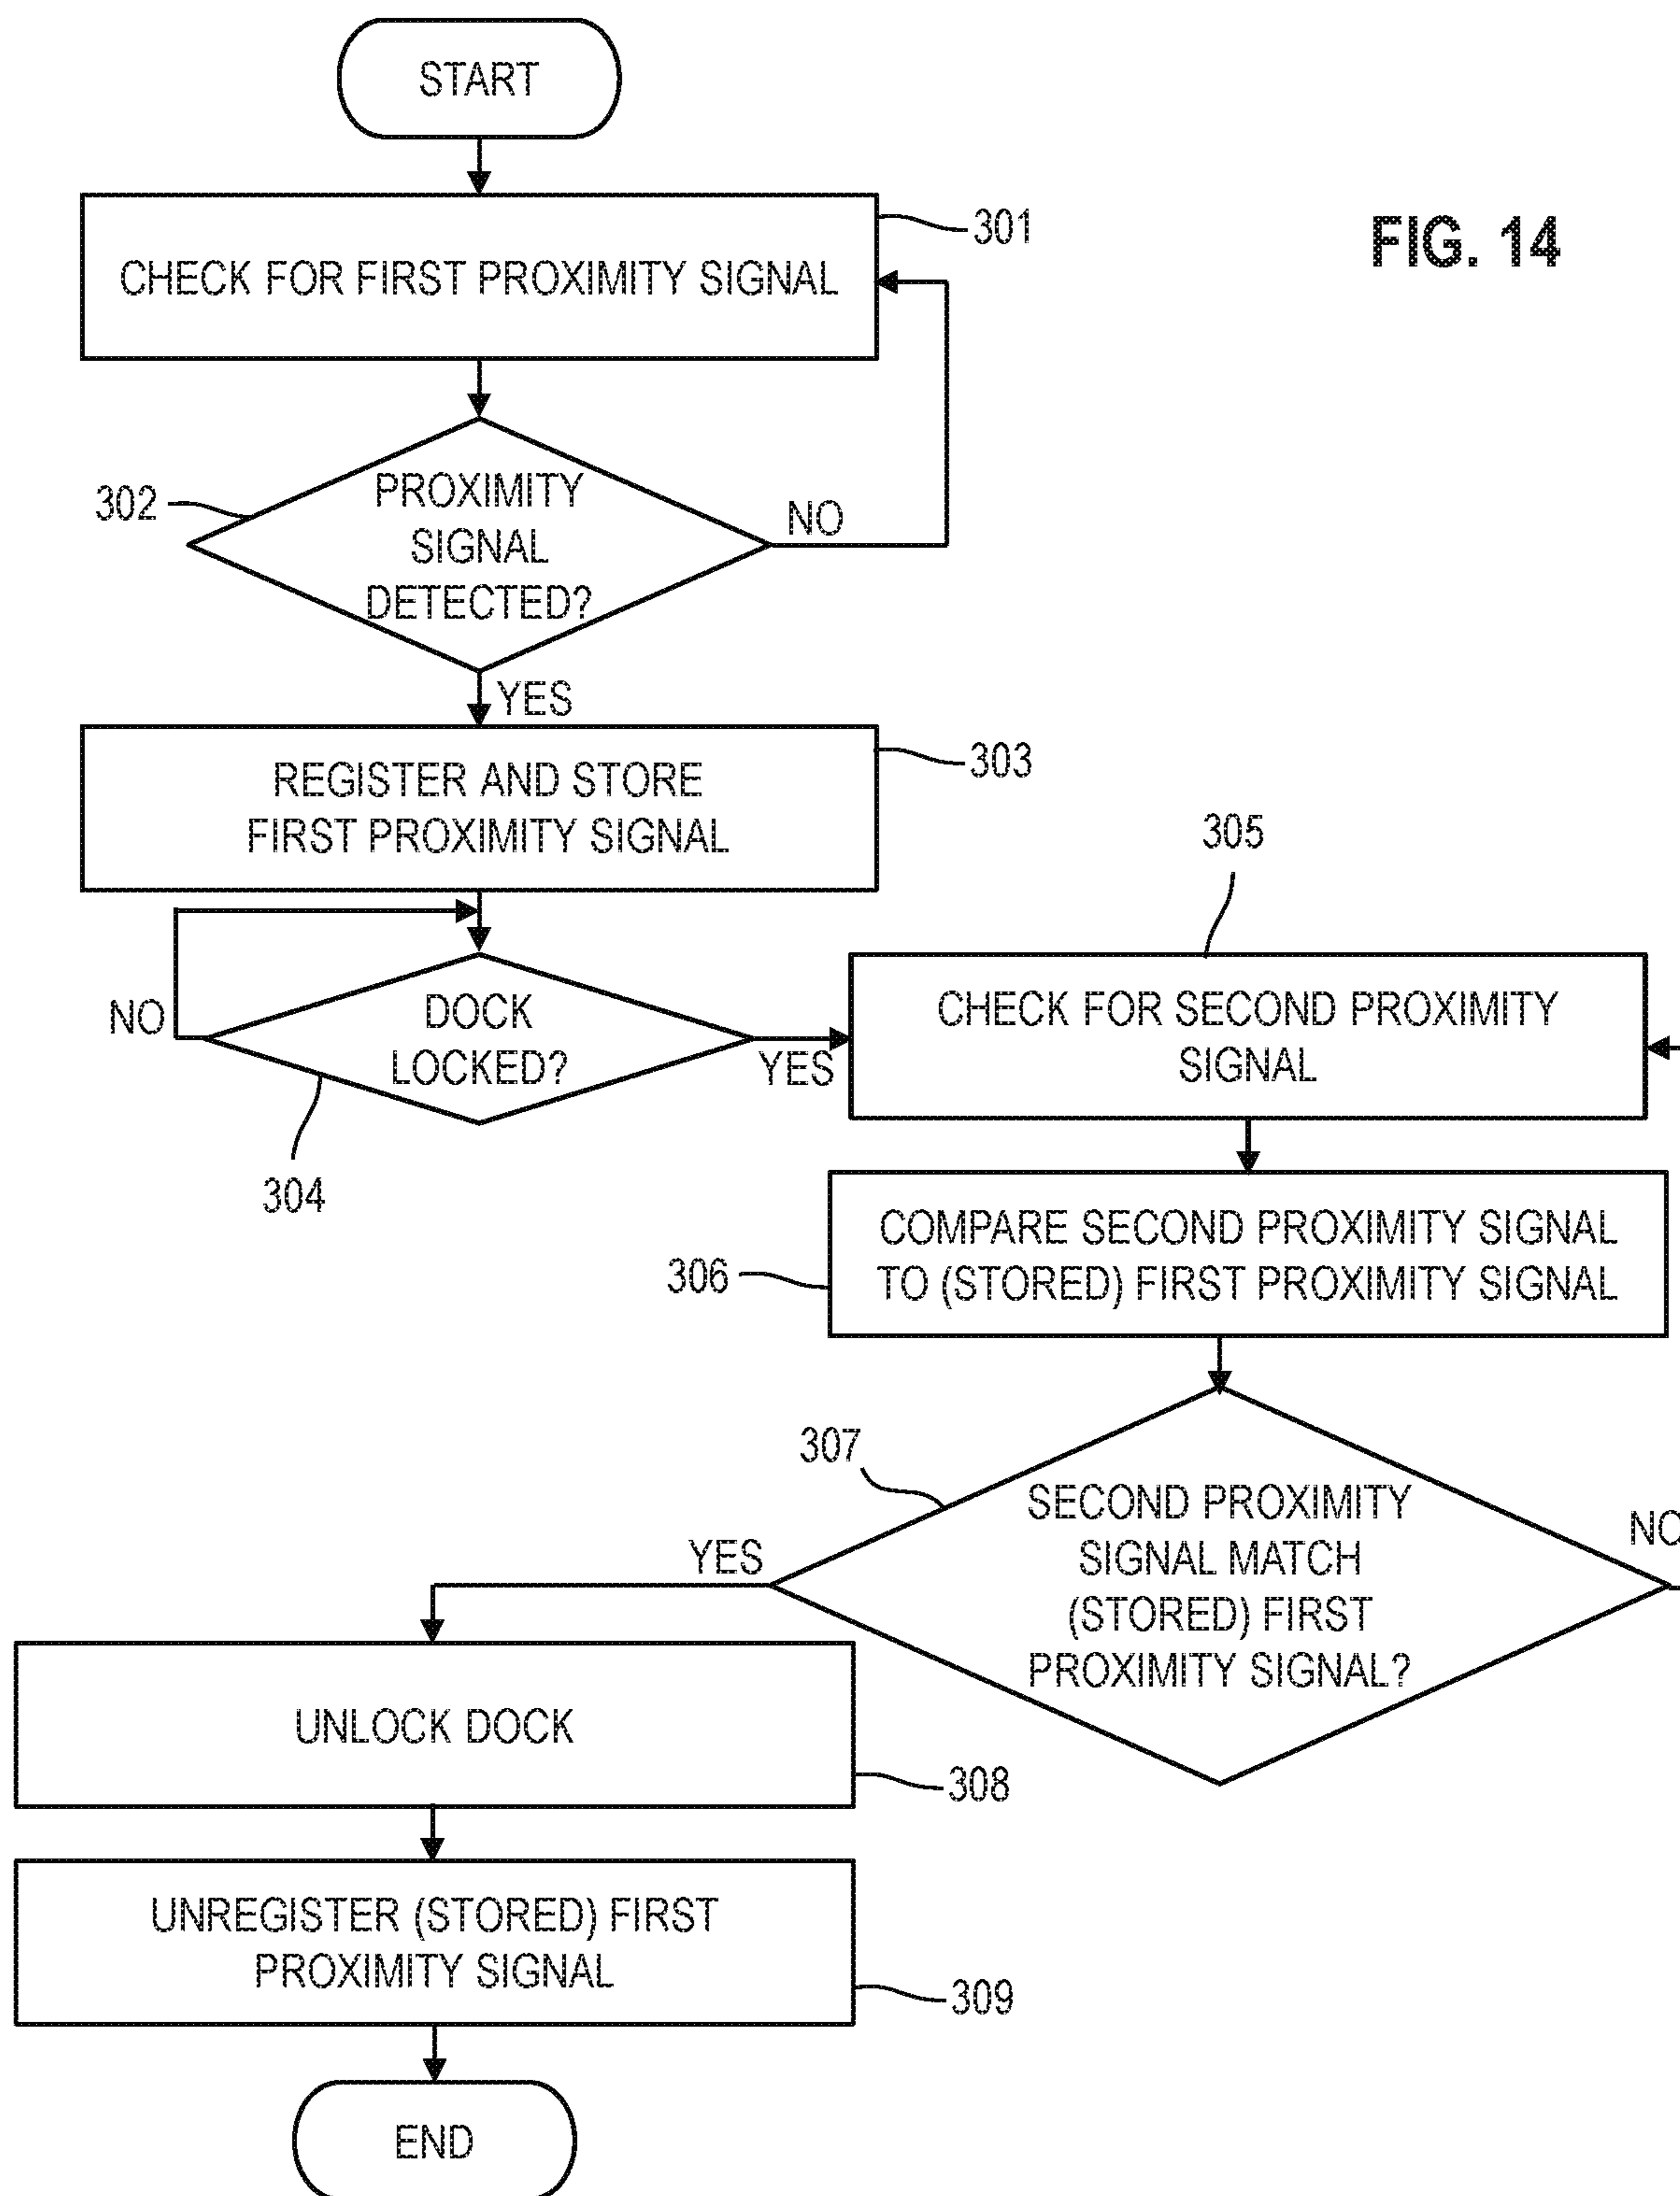 START
FIG. 14
301
CHECK FOR FIRST PROXIMITY SIGNAL
302
PROXIMITY
SIGNAL
DETECTED?
NO
YES
303
REGISTER AND STORE
FIRST PROXIMITY SIGNAL
NO
DOCK
LOCKED?
YES
304
305
CHECK FOR SECOND PROXIMITY
SIGNAL
306
COMPARE SECOND PROXIMITY SIGNAL
TO (STORED) FIRST PROXIMITY SIGNAL
307
SECOND PROXIMITY
SIGNAL MATCH
(STORED) FIRST
PROXIMITY SIGNAL?
NO
YES
UNLOCK DOCK
308
UNREGISTER (STORED) FIRST
PROXIMITY SIGNAL
309
END